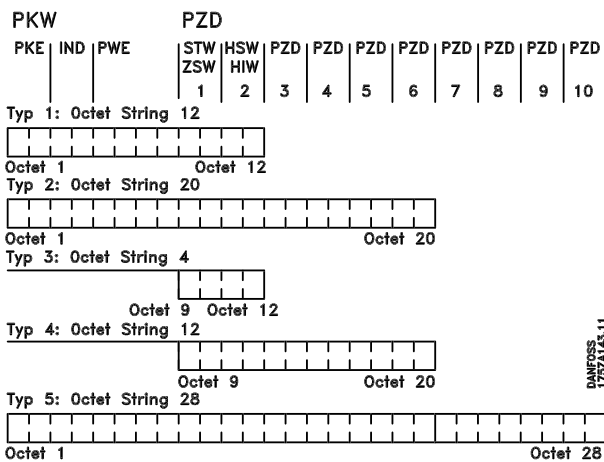 PKW PZD
PKE IND PWE STW HSW PZD PZD PZD PZD PZD PZD PZD PZD
ZSW HIW
1 2 3 4 5 6 7 8 9 10
Typ 1: Octet String 12
Octet 1 Octet 12
Typ 2: Octet String 20
Octet 1 Octet 20
Typ 3: Octet String 4
Octet 9 Octet 12
Typ 4: Octet String 12
Octet 9 Octet 20
Typ 5: Octet String 28
Octet 1 Octet 28
DANFOSS
175ZA143.11